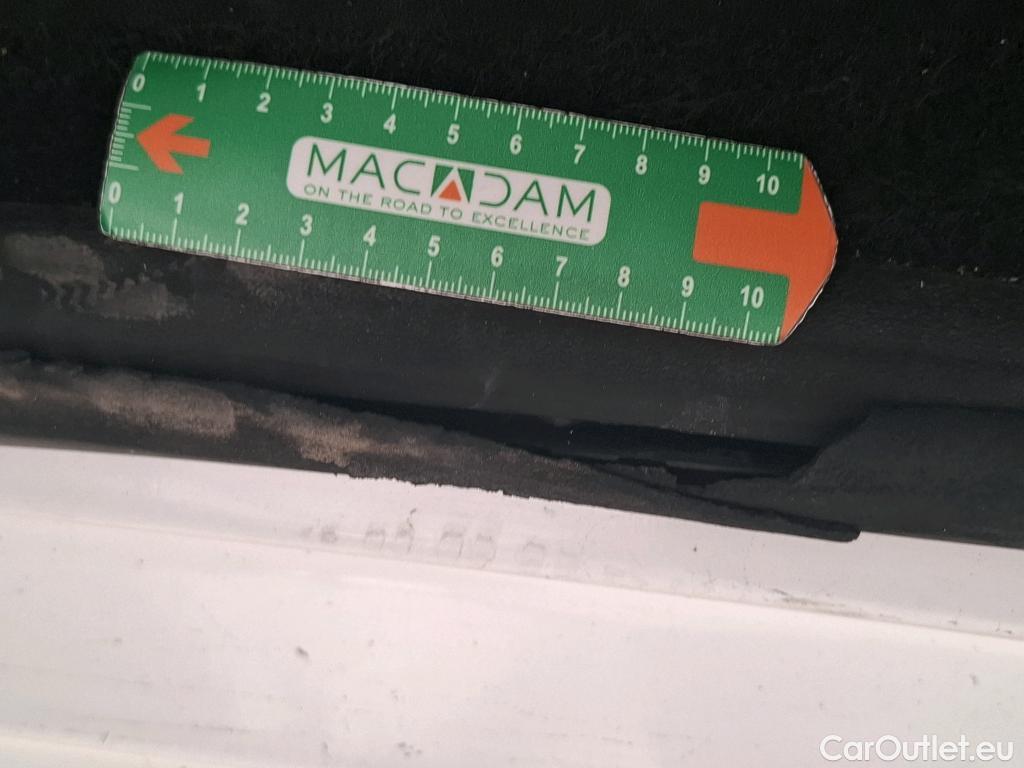 0 1 2 3 4 5 6 7 8 9 10
MACADAM
ON THE ROAD TO EXCELLENCE
0 1 2 3 4 5 6 7 8 9 10
CarOutlet.eu